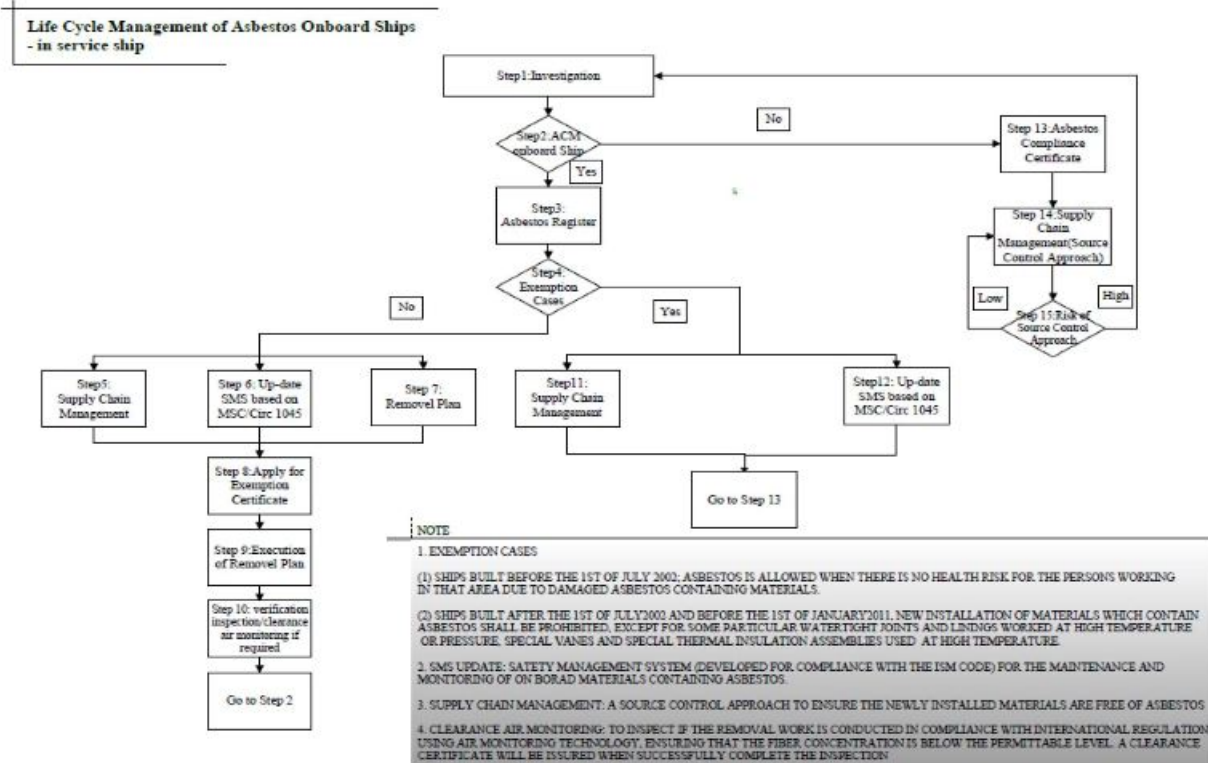 Life Cycle Management of Asbestos Onboard Ships
- in service ship
Step1:Investigation
Step2:ACM
onboard Ship
No
Yes
Step 13:Asbestos
Compliance
Certificate
Step3:
Asbestos Register
Step 14.Supply
Chain
Management(Source
Control Approach)
Step4.
Exemption
Cases
Low
High
No
Yes
Step 15:Risk of
Source Control
Approach
Step5:
Supply Chain
Management
Step 6: Up-date
SMS based on
MSC/Circ 1045
Step 7:
Removel Plan
Step11:
Supply Chain
Management
Step12: Up-date
SMS based on
MSC/Circ 1045
Step 8:Apply for
Exemption
Certificate
Go to Step 13
Step 9:Execution
of Removel Plan
Step 10: verification
inspection/clearance
air monitoring if
required
Go to Step 2
NOTE
1. EXEMPTION CASES
(1) SHIPS BUILT BEFORE THE 1ST OF JULY 2002; ASBESTOS IS ALLOWED WHEN THERE IS NO HEALTH RISK FOR THE PERSONS WORKING
IN THAT AREA DUE TO DAMAGED ASBESTOS CONTAINING MATERIALS.
(2) SHIPS BUILT AFTER THE 1ST OF JULY2002 AND BEFORE THE 1ST OF JANUARY2011, NEW INSTALLATION OF MATERIALS WHICH CONTAIN
ASBESTOS SHALL BE PROHIBITED, EXCEPT FOR SOME PARTICULAR WATERTIGHT JOINTS AND LININGS WORKED AT HIGH TEMPERATURE
OR PRESSURE, SPECIAL VANES AND SPECIAL THERMAL INSULATION ASSEMBLIES USED AT HIGH TEMPERATURE.
2. SMS UPDATE: SATETY MANAGEMENT SYSTEM (DEVELOPED FOR COMPLIANCE WITH THE ISM CODE) FOR THE MAINTENANCE AND
MONITORING OF ON BORAD MATERIALS CONTAINING ASBESTOS.
3. SUPPLY CHAIN MANAGEMENT: A SOURCE CONTROL APPROACH TO ENSURE THE NEWLY INSTALLED MATERIALS ARE FREE OF ASBESTOS
4. CLEARANCE AIR MONITORING: TO INSPECT IF THE REMOVAL WORK IS CONDUCTED IN COMPLIANCE WITH INTERNATIONAL REGULATION
USING AIR MONITORING TECHNOLOGY, ENSURING THAT THE FIBER CONCENTRATION IS BELOW THE PERMITTABLE LEVEL. A CLEARANCE
CERTIFICATE WILL BE ISSURED WHEN SUCCESSFULLY COMPLETE THE INSPECTION